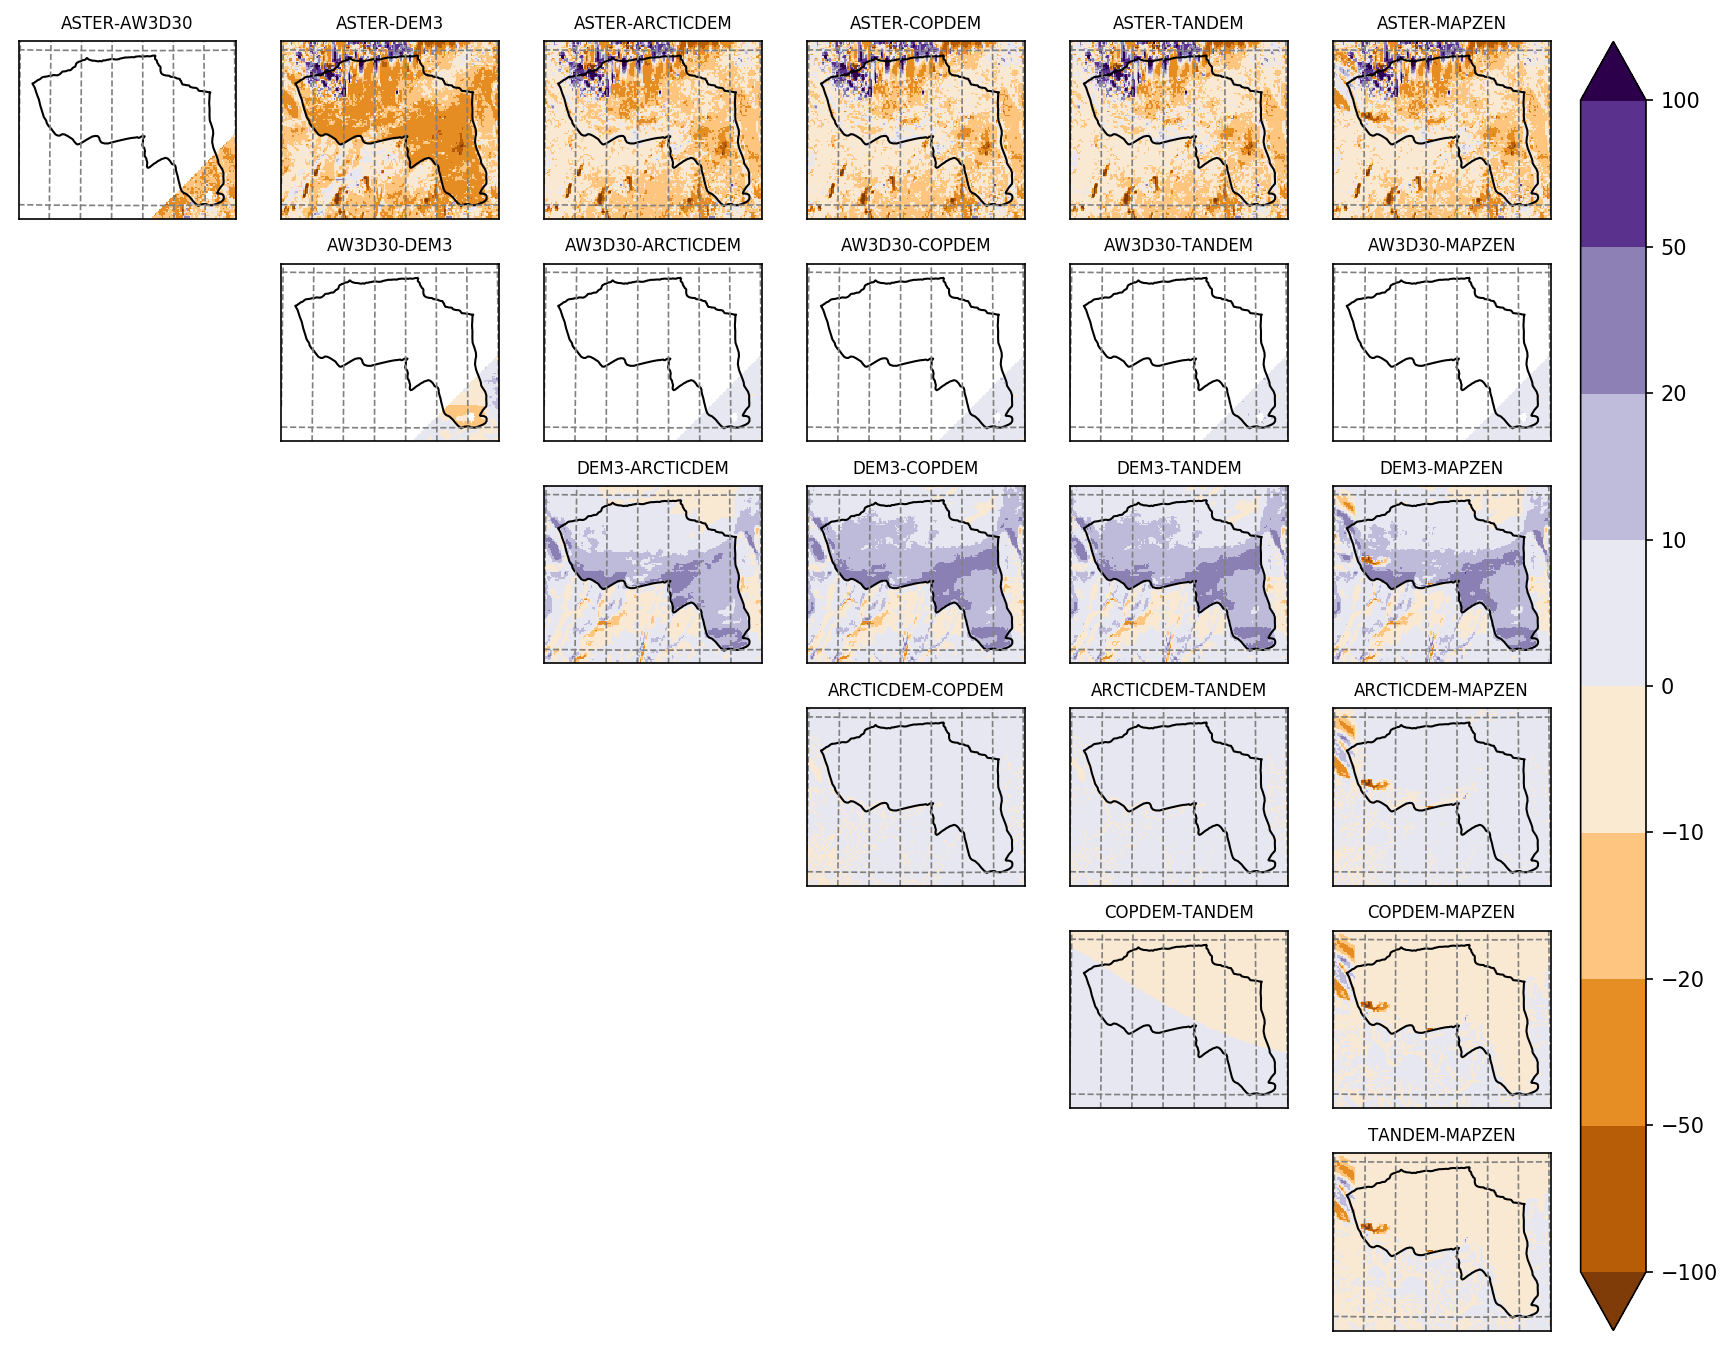 ASTER-AW3D30
ASTER-DEM3
ASTER-ARCTICDEM
ASTER-COPDEM
ASTER-TANDEM
ASTER-MAPZEN
AW3D30-DEM3
AW3D30-ARCTICDEM
AW3D30-COPDEM
AW3D30-TANDEM
AW3D30-MAPZEN
DEM3-ARCTICDEM
DEM3-COPDEM
DEM3-TANDEM
DEM3-MAPZEN
ARCTICDEM-COPDEM
ARCTICDEM-TANDEM
ARCTICDEM-MAPZEN
COPDEM-TANDEM
COPDEM-MAPZEN
TANDEM-MAPZEN
100
50
20
10
0
−10
−20
−50
−100